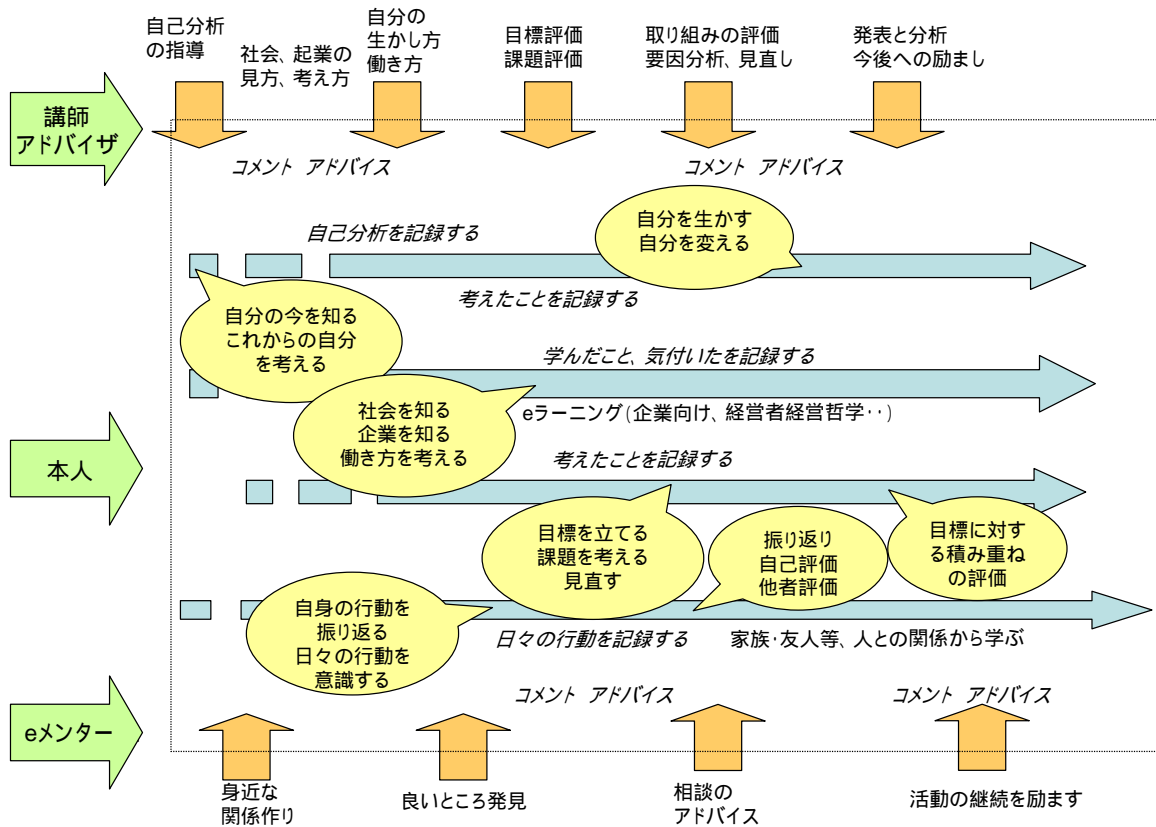 自己分析
の指導
社会、起業の
見方、考え方
自分の
生かし方
働き方
目標評価
課題評価
取り組みの評価
要因分析、見直し
発表と分析
今後への励まし
講師
アドバイザ
コメント アドバイス
コメント アドバイス
自己分析を記録する
自分を生かす
自分を変える
考えたことを記録する
自分の今を知る
これからの自分
を考える
学んだこと、気付いたを記録する
eラーニング(企業向け、経営者経営哲学‥)
社会を知る
企業を知る
働き方を考える
本人
考えたことを記録する
目標を立てる
課題を考える
見直す
振り返り
自己評価
他者評価
目標に対す
る積み重ね
の評価
自身の行動を
振り返る
日々の行動を
意識する
日々の行動を記録する
家族・友人等、人との関係から学ぶ
コメント アドバイス
コメント アドバイス
eメンター
身近な
関係作り
良いところ発見
相談の
アドバイス
活動の継続を励ます